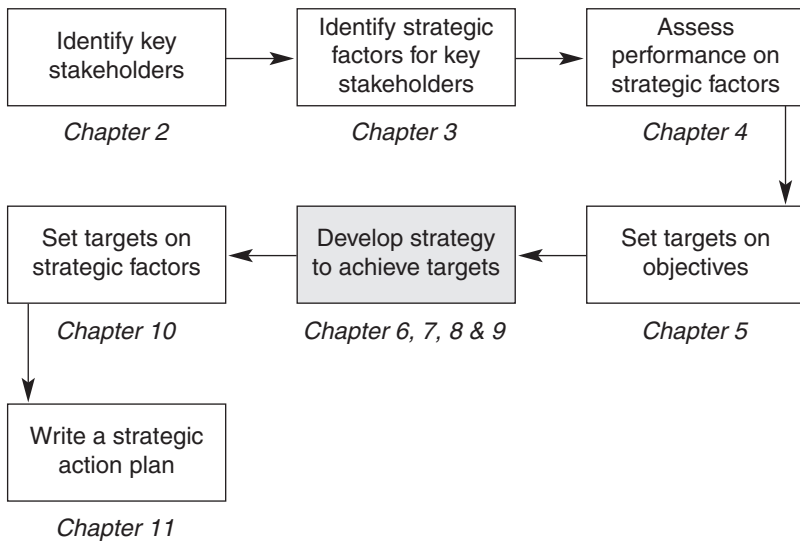 Identify key
stakeholders
Chapter 2
Identify strategic
factors for key
stakeholders
Chapter 3
Assess
performance on
strategic factors
Chapter 4
Set targets on
objectives
Chapter 5
Develop strategy
to achieve targets
Chapter 6, 7, 8 & 9
Set targets on
strategic factors
Chapter 10
Write a strategic
action plan
Chapter 11